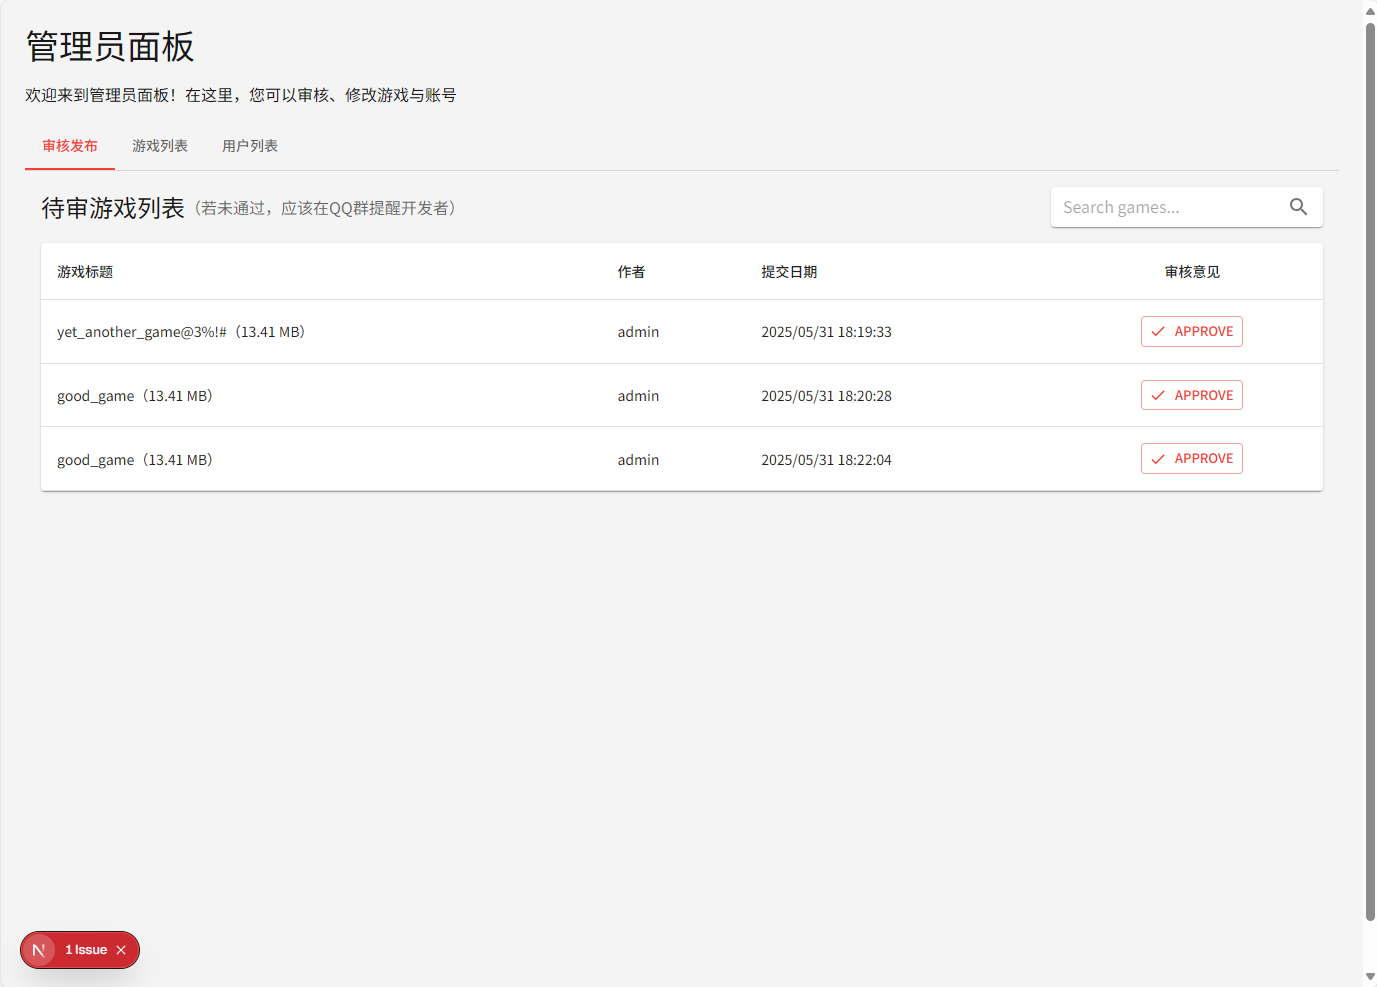 管理员面板
欢迎来到管理员面板！在这里，您可以审核、修改游戏与账号
审核发布 游戏列表 用户列表
待审游戏列表（若未通过，应该在QQ群提醒开发者） Search games...
游戏标题 作者 提交日期 审核意见
yet_another_game@3%!#（13.41 MB） admin 2025/05/31 18:19:33 APPROVE
good_game（13.41 MB） admin 2025/05/31 18:20:28 APPROVE
good_game（13.41 MB） admin 2025/05/31 18:22:04 APPROVE
N 1 Issue